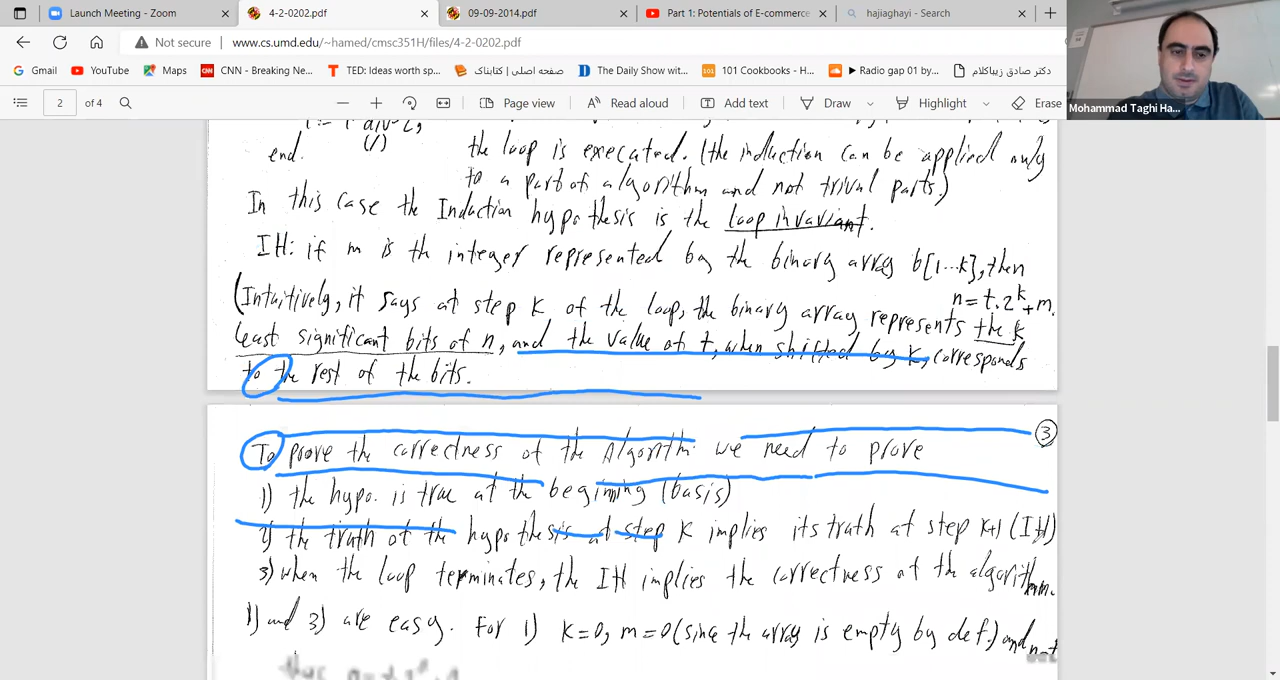 Launch Meeting - Zoom
4-2-0202.pdf
09-09-2014.pdf
Part 1: Potentials of E-commerce
hajiaghayi - Search
Not secure
www.cs.umd.edu/~hamed/cmsc351H/files/4-2-0202.pdf
Gmail
YouTube
Maps
CNN - Breaking Ne...
TED: Ideas worth sp...
صفحه اصلی | کتابناک
The Daily Show wit...
101 Cookbooks - H...
Radio gap 01 by...
دکتر صادق زیباکلام
2 of 4
Page view
Read aloud
Add text
Draw
Highlight
Erase
Mohammad Taghi Ha...
end.
the loop is executed. (the induction can be applied only
to a part of algorithm and not trival parts.)
In this case the Induction hypothesis is the loop invariant.
IH: if m is the integer represented by the binary array b[1...k], then
n=t.2^k+m.
(Intuitively, it says at step k of the loop, the binary array represents the k
least significant bits of n, and the value of t, when shifted by k, corresponds
to the rest of the bits.
3
To prove the correctness of the Algorithm we need to prove
1) the hypo. is true at the beginning (basis)
2) the truth of the hypothesis at step k implies its truth at step k+1 (IH)
3) when the loop terminates, the IH implies the correctness of the algorithm.
1) and 3) are easy. For 1) k=0, m=0 (since the array is empty by def.) and n=t